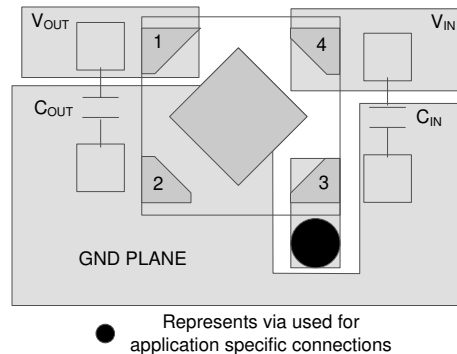 VOUT
VIN
1
4
COUT
CIN
2
3
GND PLANE
Represents via used for
application specific connections